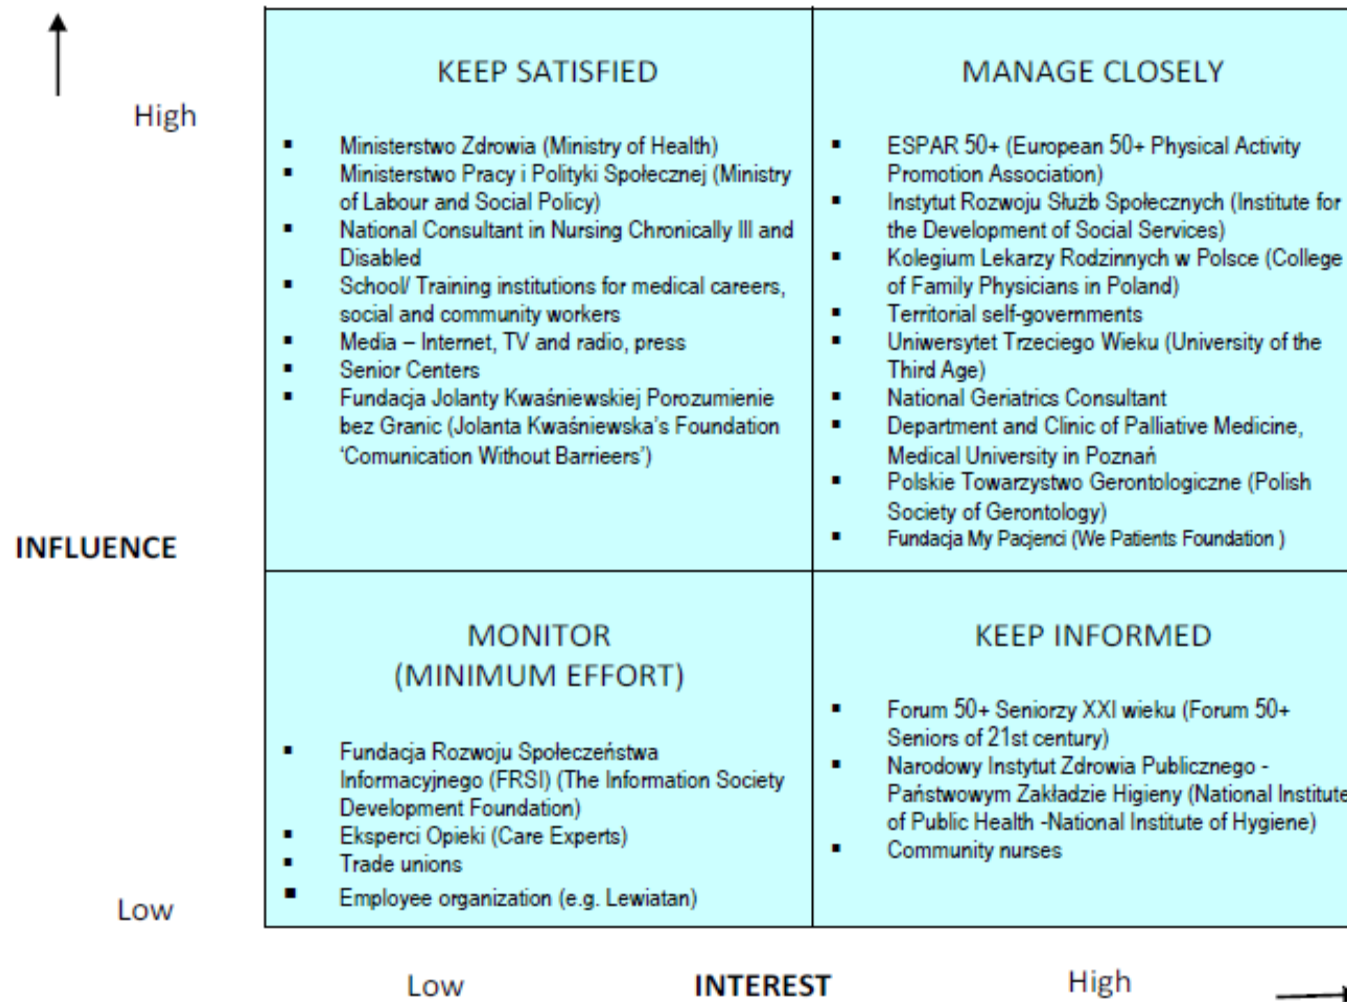 High
KEEP SATISFIED
▪ Ministerstwo Zdrowia (Ministry of Health)
▪ Ministerstwo Pracy i Polityki Społecznej (Ministry
of Labour and Social Policy)
▪ National Consultant in Nursing Chronically Ill and
Disabled
▪ School/ Training institutions for medical careers,
social and community workers
▪ Media – Internet, TV and radio, press
▪ Senior Centers
▪ Fundacja Jolanty Kwaśniewskiej Porozumienie
bez Granic (Jolanta Kwaśniewska's Foundation
'Comunication Without Barrieers')
MANAGE CLOSELY
▪ ESPAR 50+ (European 50+ Physical Activity
Promotion Association)
▪ Instytut Rozwoju Służb Społecznych (Institute for
the Development of Social Services)
▪ Kolegium Lekarzy Rodzinnych w Polsce (College
of Family Physicians in Poland)
▪ Territorial self-governments
▪ Uniwersytet Trzeciego Wieku (University of the
Third Age)
▪ National Geriatrics Consultant
▪ Department and Clinic of Palliative Medicine,
Medical University in Poznań
▪ Polskie Towarzystwo Gerontologiczne (Polish
Society of Gerontology)
▪ Fundacja My Pacjenci (We Patients Foundation )
INFLUENCE
MONITOR
(MINIMUM EFFORT)
▪ Fundacja Rozwoju Społeczeństwa
Informacyjnego (FRSI) (The Information Society
Development Foundation)
▪ Eksperci Opieki (Care Experts)
▪ Trade unions
▪ Employee organization (e.g. Lewiatan)
KEEP INFORMED
▪ Forum 50+ Seniorzy XXI wieku (Forum 50+
Seniors of 21st century)
▪ Narodowy Instytut Zdrowia Publicznego -
Państwowym Zakładzie Higieny (National Institute
of Public Health -National Institute of Hygiene)
▪ Community nurses
Low
Low
INTEREST
High